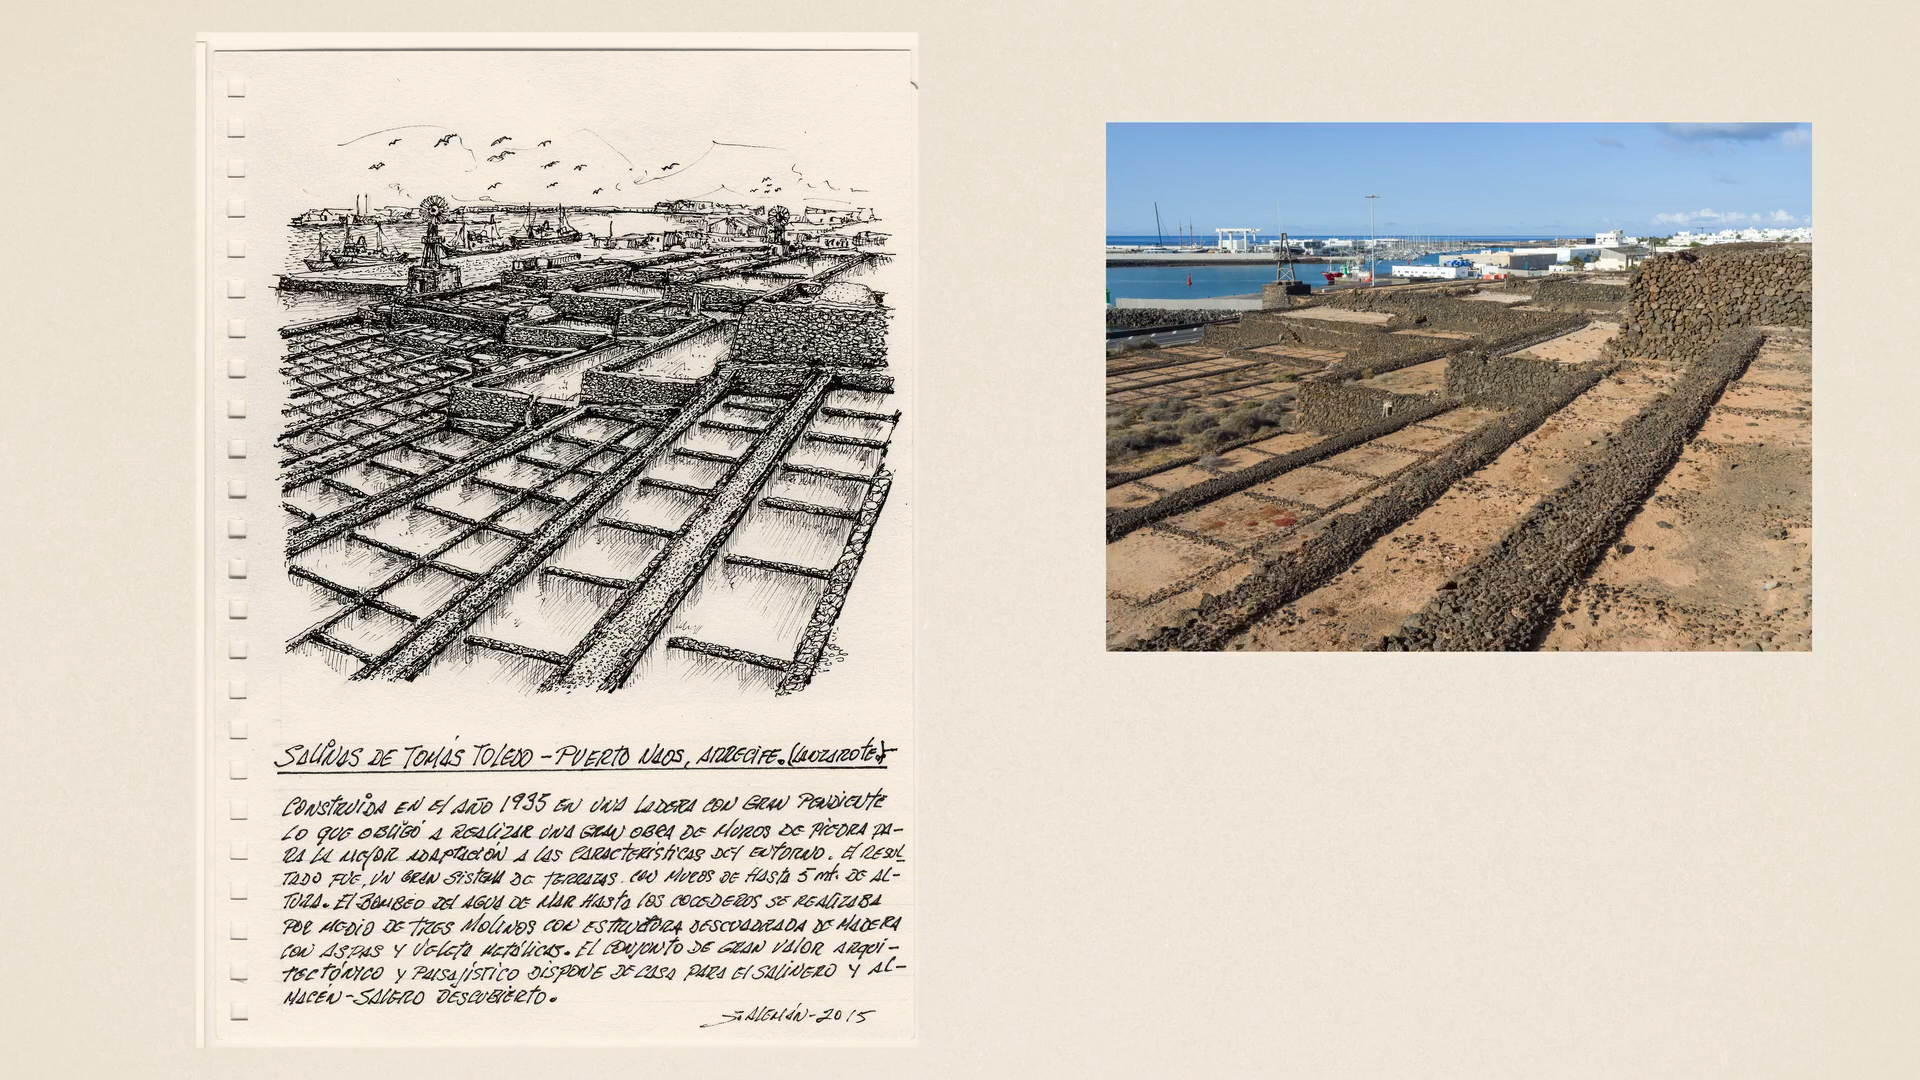 SALINAS DE TOMÁS TOLEDO - PUERTO NAOS, ARRECIFE. (LANZAROTE)
CONSTRUIDA EN EL AÑO 1935 EN UNA LADERA CON GRAN PENDIENTE
LO QUE OBLIGÓ A REALIZAR UNA GRAN OBRA DE MUROS DE PIEDRA PA-
RA LA MEJOR ADAPTACIÓN A LAS CARACTERÍSTICAS DEL ENTORNO. El RESUL-
TADO FUE, UN GRAN SISTEMA DE TERRAZAS CON MUROS DE HASTA 5 mt. DE AL-
TURA. El BOMBEO DEL AGUA DE MAR HASTA LOS COCEDEROS SE REALIZABA
POR MEDIO DE TRES MOLINOS CON ESTRUCTURA DESCUADRADA DE MADERA
CON ASPAS Y VELETA METÁLICAS. EL CONJUNTO DE GRAN VALOR ARQUI-
TECTÓNICO Y PAISAJÍSTICO DISPONE DE CASA PARA El SALINERO Y AL-
MACÉN-SALERO DESCUBIERTO.
S. ALEMÁN-2015